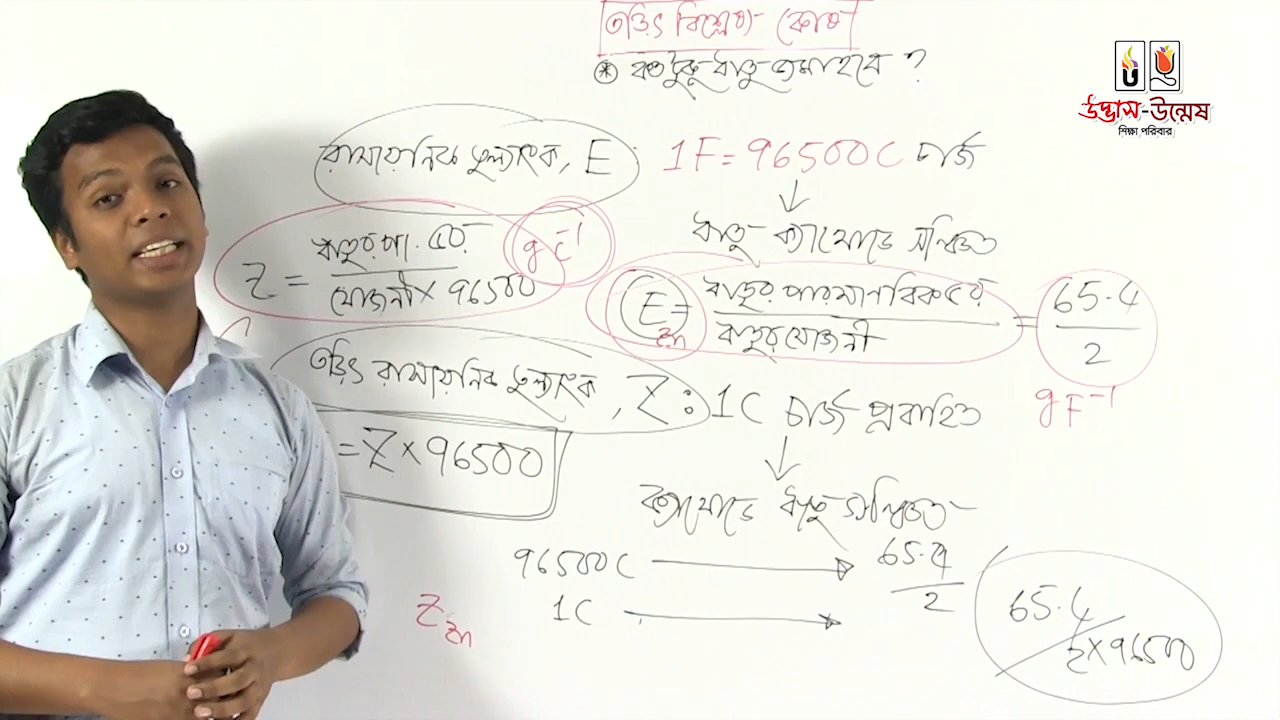 তড়িৎ বিশ্লেষ্য কোষ
* কতটুকু ধাতু জমা হবে ?
উদ্ভাস-উন্মেষ
শিক্ষা পরিবার
রাসায়নিক তুল্যাংক, E
1F = 96500C চার্জ
ধাতু ক্যাথোডে সঞ্চিত
Z = ধাতুর পা. ভর / যোজনী × 96500
gC⁻¹
E Zn = ধাতুর পারমানবিক ভর / ধাতুর যোজনী = 65.4 / 2
gF⁻¹
তড়িৎ রাসায়নিক তুল্যাংক, Z : 1C চার্জ প্রবাহিত
= Z × 96500
ক্যাথোডে ধাতু সঞ্চিত
96500C → 65.4 / 2
1C →
Z Zn
65.4 / 2×96500